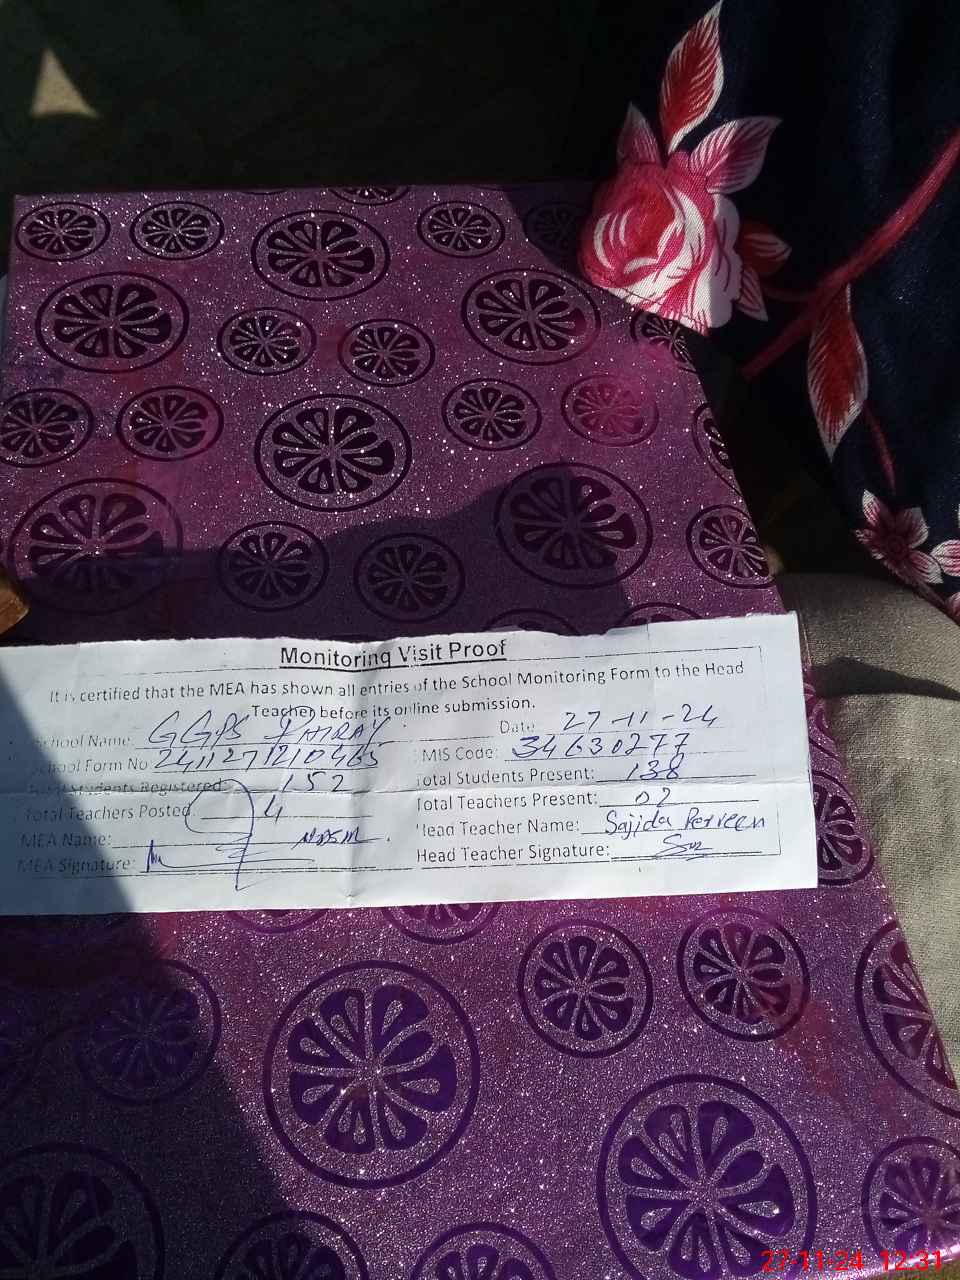 Monitoring Visit Proof
It is certified that the MEA has shown all entries of the School Monitoring Form to the Head
Teacher before its online submission.
School Name: GGPS Date: 27-11-24
School Form No 241127121 0465 MIS Code: 34630277
Total Students Registered: 152 Total Students Present: 138
Total Teachers Posted: 4 Total Teachers Present: 02
MEA Name: Head Teacher Name: Sajida Perveen
MEA Signature: Head Teacher Signature:
27-11-24 12:31